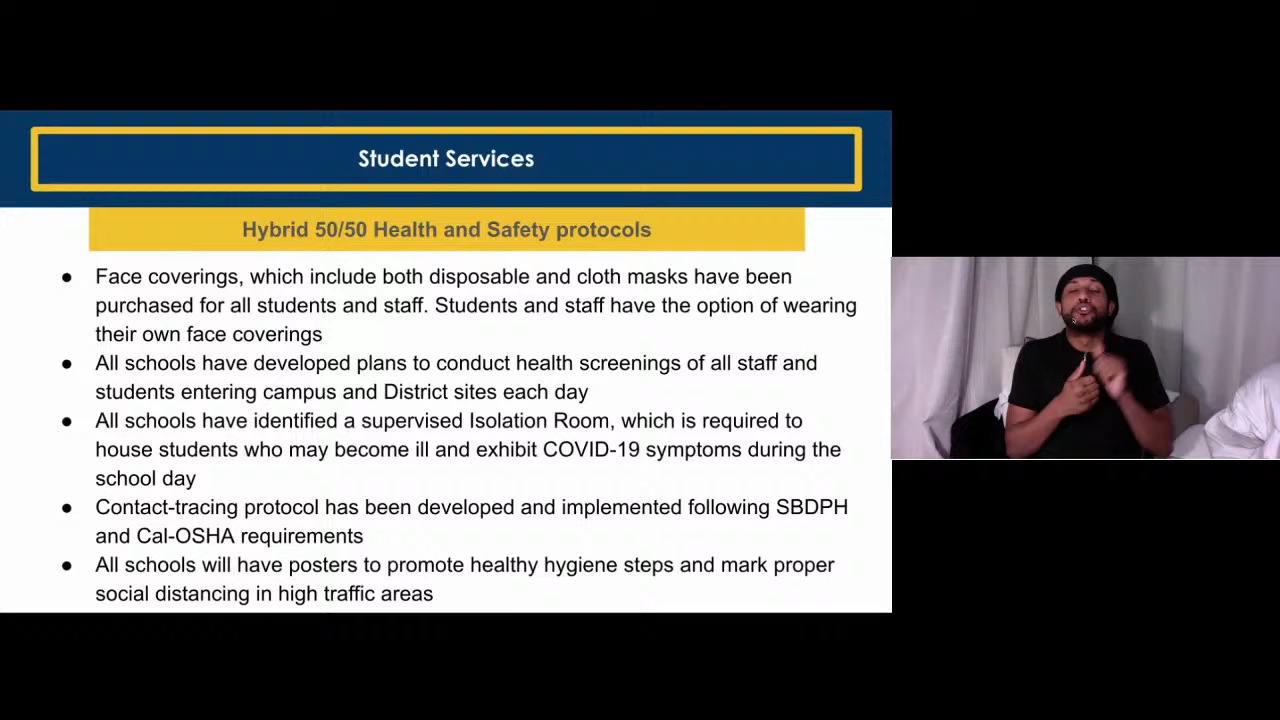 Student Services
Hybrid 50/50 Health and Safety protocols
● Face coverings, which include both disposable and cloth masks have been
purchased for all students and staff. Students and staff have the option of wearing
their own face coverings
● All schools have developed plans to conduct health screenings of all staff and
students entering campus and District sites each day
● All schools have identified a supervised Isolation Room, which is required to
house students who may become ill and exhibit COVID-19 symptoms during the
school day
● Contact-tracing protocol has been developed and implemented following SBDPH
and Cal-OSHA requirements
● All schools will have posters to promote healthy hygiene steps and mark proper
social distancing in high traffic areas